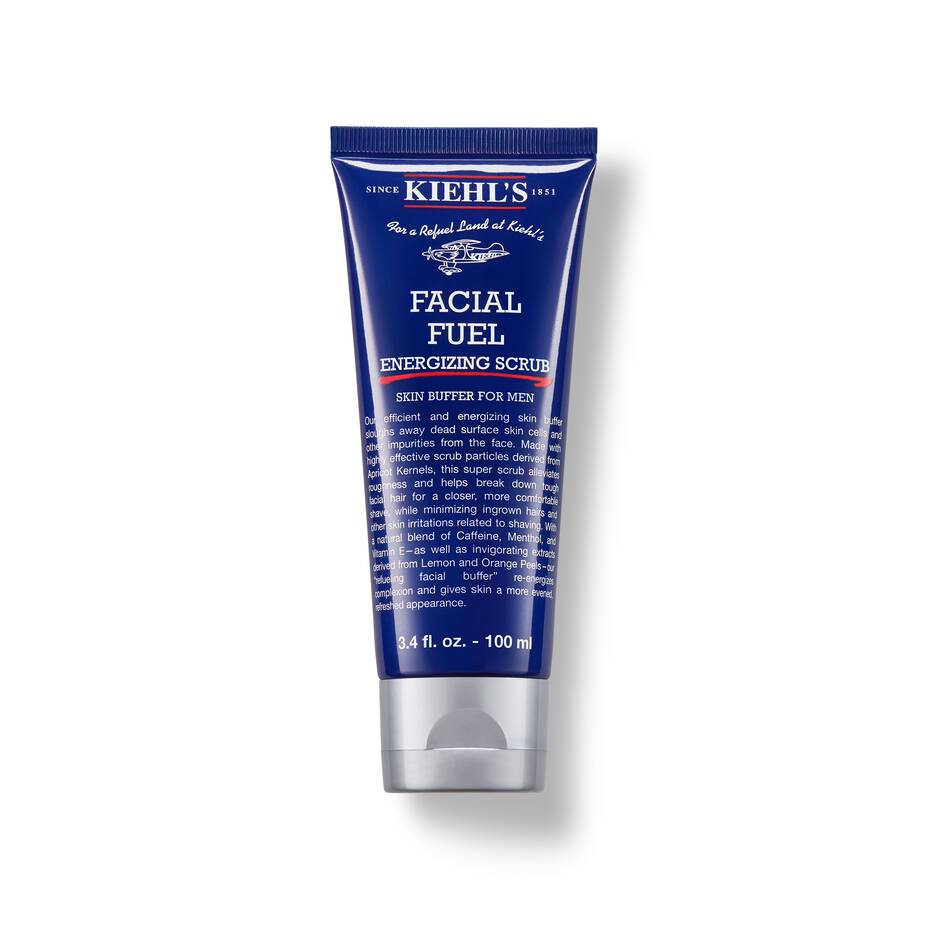 SINCE KIEHL'S 1851
For a Refuel Land at Kiehl's
KIEHL'S
FACIAL
FUEL
ENERGIZING SCRUB
SKIN BUFFER FOR MEN
Our efficient and energizing skin buffer
sloughs away dead surface skin cells and
other impurities from the face. Made with
highly effective scrub particles derived from
Apricot Kernels, this super scrub alleviates
roughness and helps break down tough
facial hair for a closer, more comfortable
shave, while minimizing ingrown hairs and
other skin irritations related to shaving. With
a natural blend of Caffeine, Menthol, and
Vitamin E–as well as invigorating extracts
derived from Lemon and Orange Peels–our
"refueling facial buffer" re-energizes
complexion and gives skin a more evened,
refreshed appearance.
3.4 fl. oz. - 100 ml